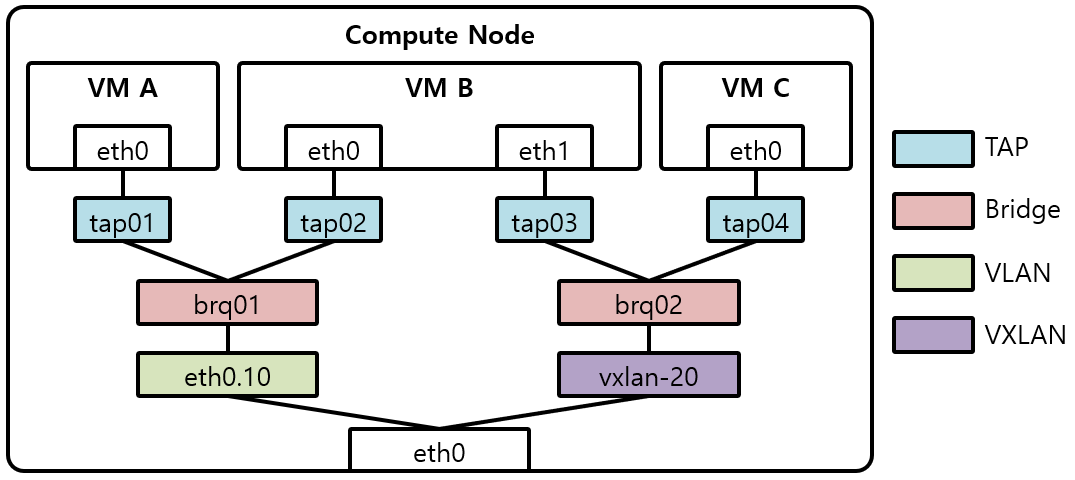 Compute Node
VM A
VM B
VM C
eth0
eth0
eth1
eth0
tap01
tap02
tap03
tap04
brq01
brq02
eth0.10
vxlan-20
eth0
TAP
Bridge
VLAN
VXLAN